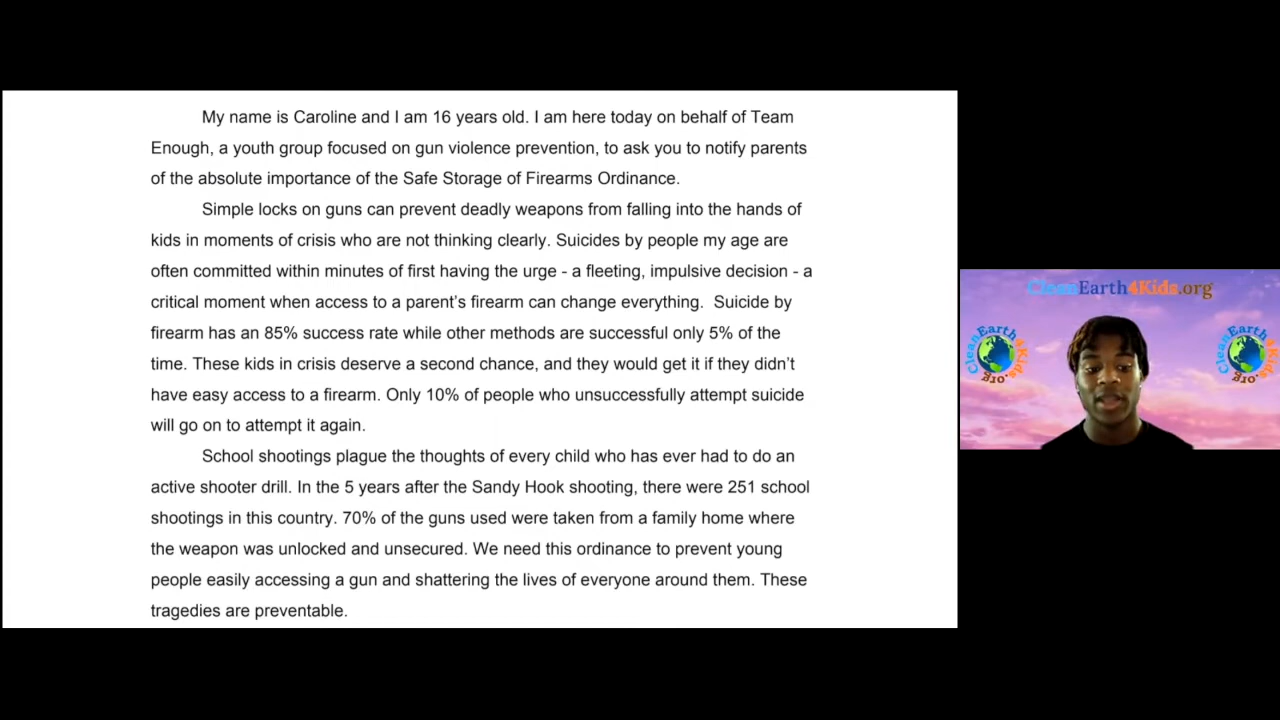 My name is Caroline and I am 16 years old. I am here today on behalf of Team
Enough, a youth group focused on gun violence prevention, to ask you to notify parents
of the absolute importance of the Safe Storage of Firearms Ordinance.
Simple locks on guns can prevent deadly weapons from falling into the hands of
kids in moments of crisis who are not thinking clearly. Suicides by people my age are
often committed within minutes of first having the urge - a fleeting, impulsive decision - a
critical moment when access to a parent's firearm can change everything.  Suicide by
firearm has an 85% success rate while other methods are successful only 5% of the
time. These kids in crisis deserve a second chance, and they would get it if they didn't
have easy access to a firearm. Only 10% of people who unsuccessfully attempt suicide
will go on to attempt it again.
School shootings plague the thoughts of every child who has ever had to do an
active shooter drill. In the 5 years after the Sandy Hook shooting, there were 251 school
shootings in this country. 70% of the guns used were taken from a family home where
the weapon was unlocked and unsecured. We need this ordinance to prevent young
people easily accessing a gun and shattering the lives of everyone around them. These
tragedies are preventable.
CleanEarth4Kids.org
CleanEarth4Kids.org
CleanEarth4Kids.org